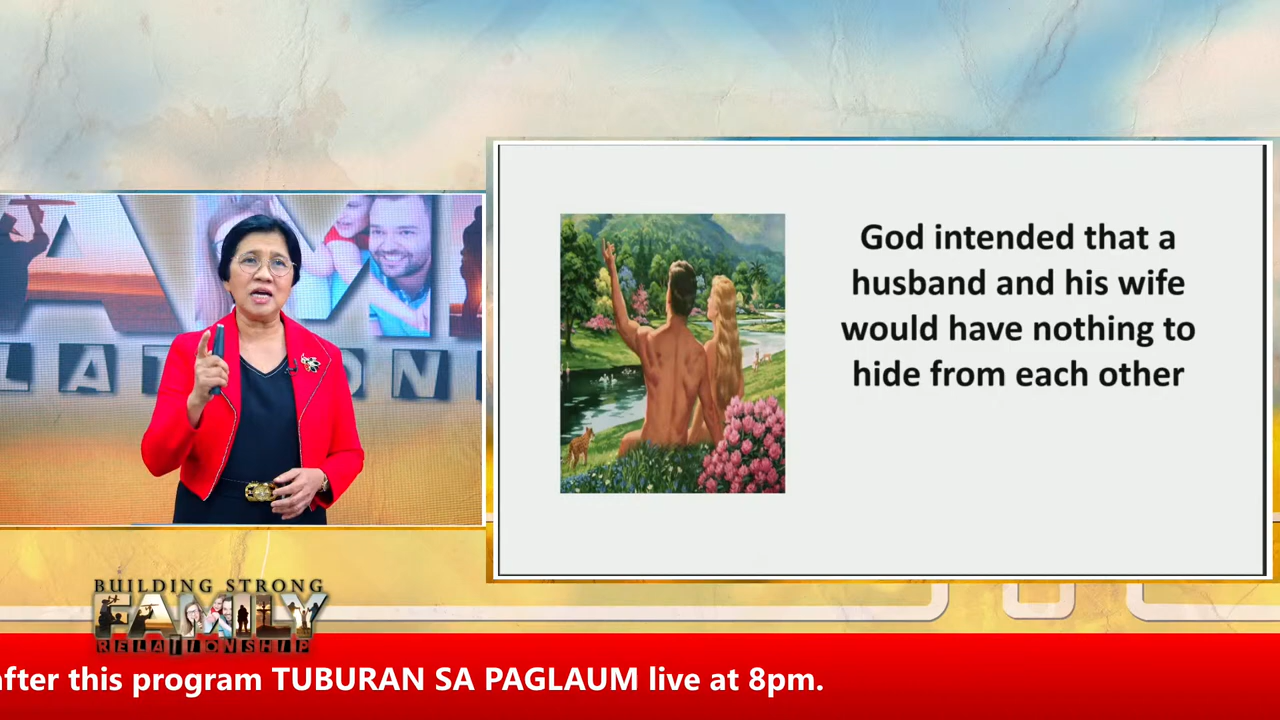 God intended that a
husband and his wife
would have nothing to
hide from each other
BUILDING STRONG
FAMILY
RELATIONSHIP
after this program TUBURAN SA PAGLAUM live at 8pm.